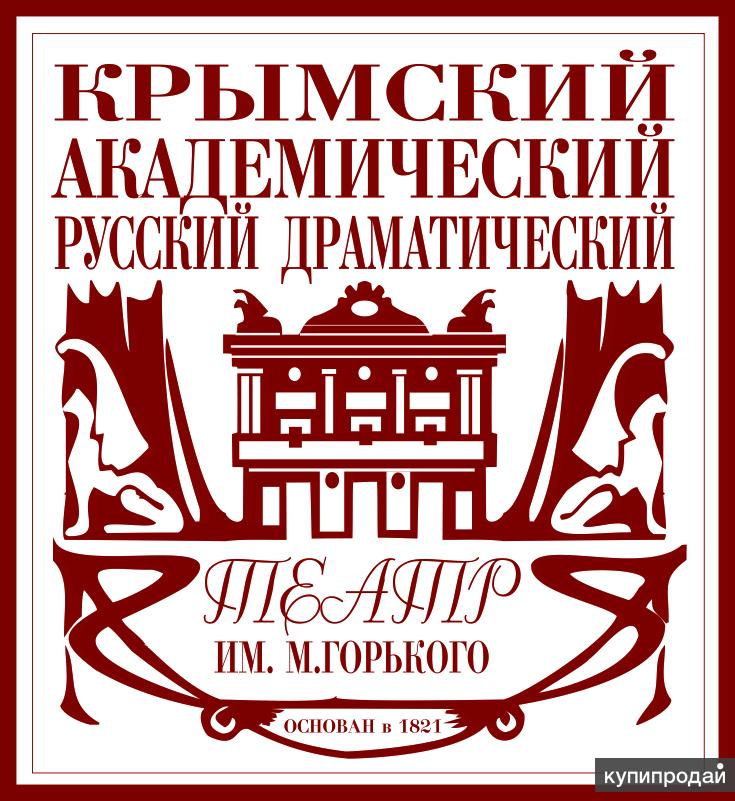 КРЫМСКИЙ
АКАДЕМИЧЕСКИЙ
РУССКИЙ ДРАМАТИЧЕСКИЙ
ТЕАТР
ИМ. М.ГОРЬКОГО
ОСНОВАН в 1821
купипродай